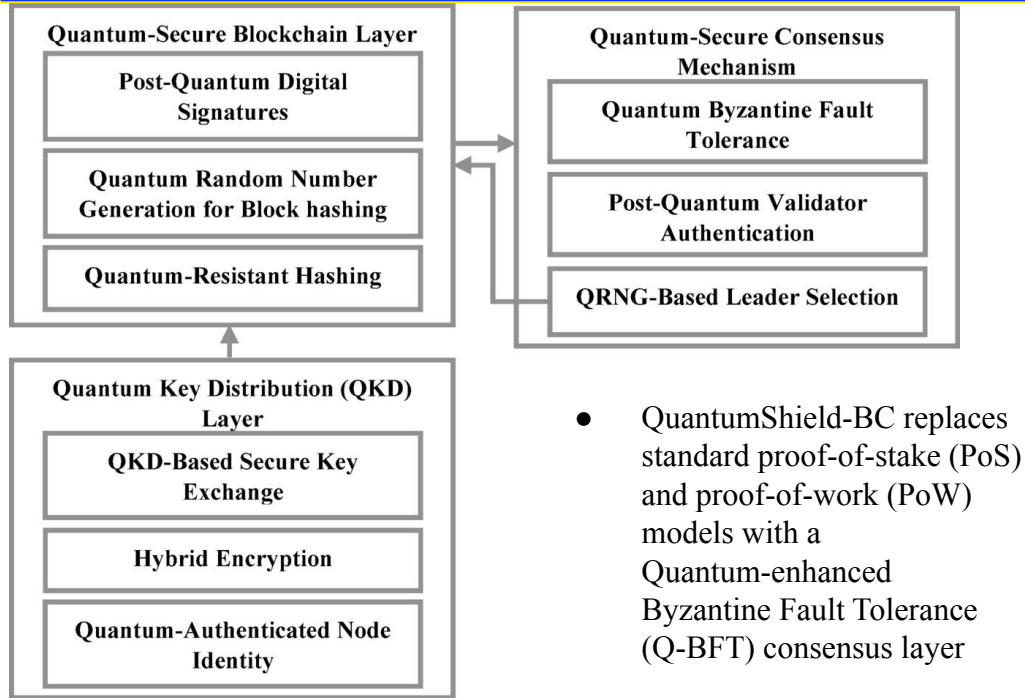 Quantum-Secure Blockchain Layer
Post-Quantum Digital
Signatures
Quantum Random Number
Generation for Block hashing
Quantum-Resistant Hashing
Quantum-Secure Consensus
Mechanism
Quantum Byzantine Fault
Tolerance
Post-Quantum Validator
Authentication
QRNG-Based Leader Selection
Quantum Key Distribution (QKD)
Layer
QKD-Based Secure Key
Exchange
Hybrid Encryption
Quantum-Authenticated Node
Identity
● QuantumShield-BC replaces
standard proof-of-stake (PoS)
and proof-of-work (PoW)
models with a
Quantum-enhanced
Byzantine Fault Tolerance
(Q-BFT) consensus layer